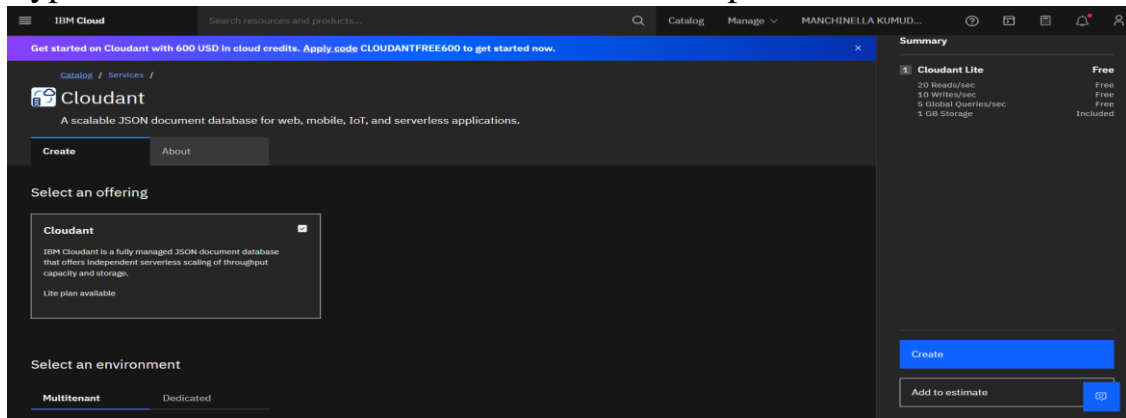 IBM Cloud
Search resources and products...
Catalog
Manage
MANCHINELLA KUMUD...
Get started on Cloudant with 600 USD in cloud credits. Apply code CLOUDANTFREE600 to get started now.
Catalog / Services /
Cloudant
A scalable JSON document database for web, mobile, IoT, and serverless applications.
Create
About
Select an offering
Cloudant
IBM Cloudant is a fully managed JSON document database
that offers independent serverless scaling of throughput
capacity and storage.
Lite plan available
Select an environment
Multitenant
Dedicated
Summary
1 Cloudant Lite Free
20 Reads/sec Free
10 Writes/sec Free
5 Global Queries/sec Free
1 GB Storage Included
Create
Add to estimate